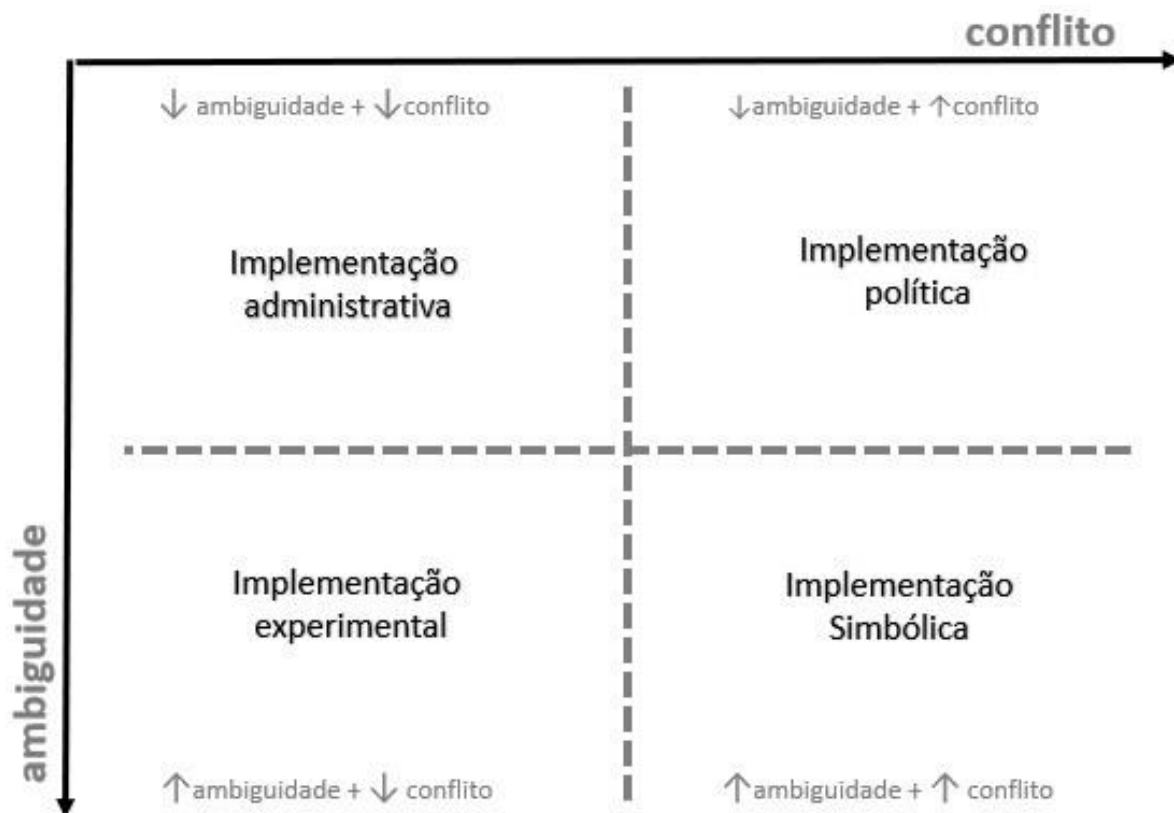 conflito
↓ ambiguidade + ↓conflito
↓ambiguidade + ↑conflito
Implementação
administrativa
Implementação
política
ambiguidade
Implementação
experimental
Implementação
Simbólica
↑ambiguidade + ↓ conflito
↑ambiguidade + ↑ conflito